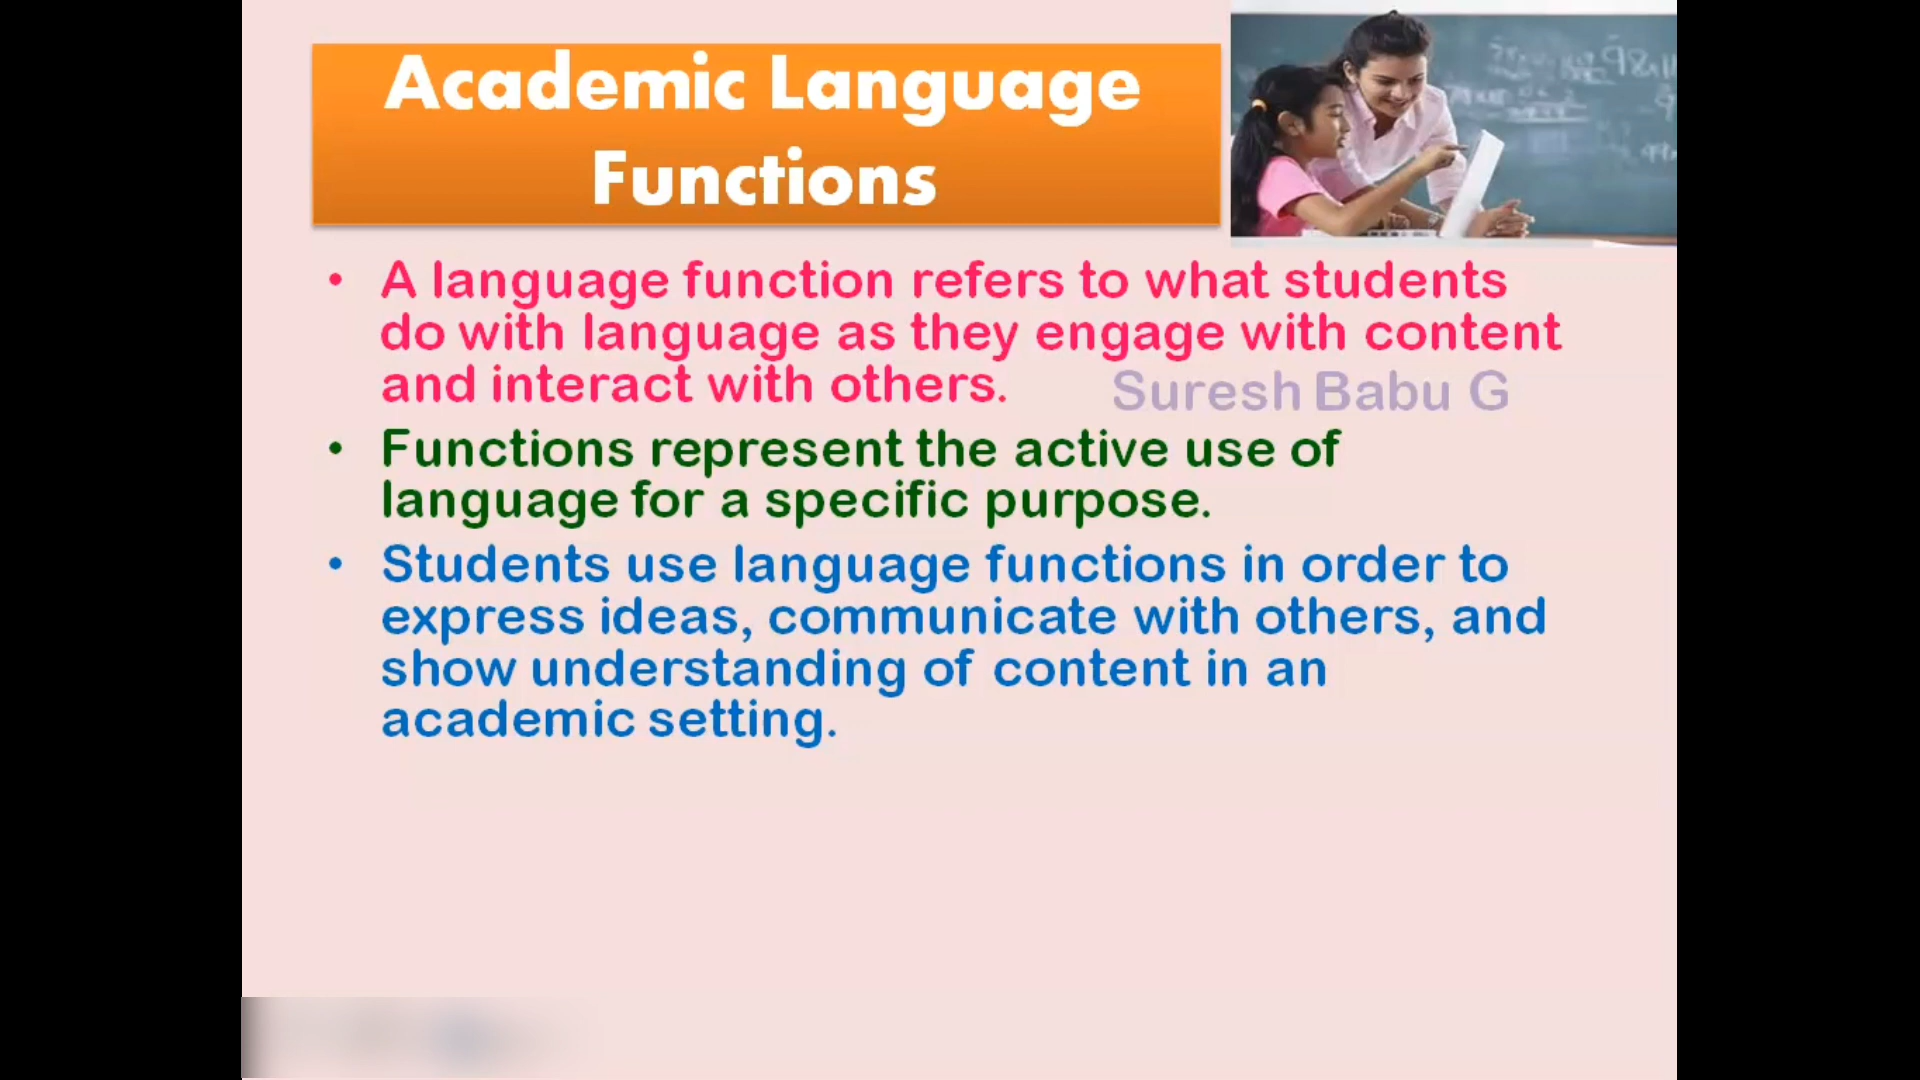 Academic Language
Functions
• A language function refers to what students
do with language as they engage with content
and interact with others.
Suresh Babu G
• Functions represent the active use of
language for a specific purpose.
• Students use language functions in order to
express ideas, communicate with others, and
show understanding of content in an
academic setting.